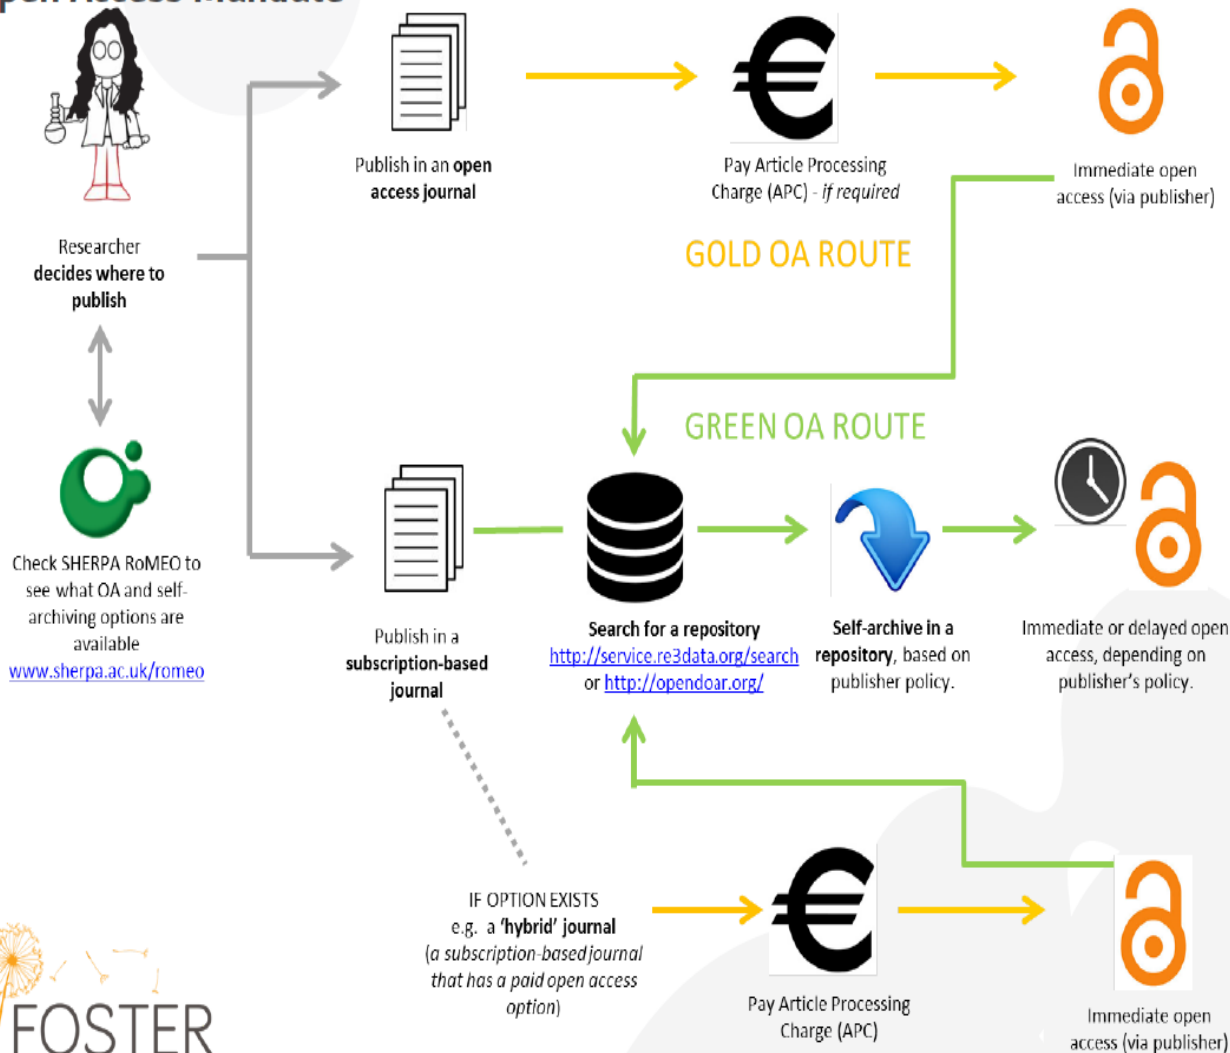 pen Access Mandate
Publish in an open
access journal
Pay Article Processing
Charge (APC) - if required
Immediate open
access (via publisher)
GOLD OA ROUTE
Researcher
decides where to
publish
GREEN OA ROUTE
Check SHERPA RoMEO to
see what OA and self-
archiving options are
available
www.sherpa.ac.uk/romeo
Publish in a
subscription-based
journal
Search for a repository
http://service.re3data.org/search
or http://opendoar.org/
Self-archive in a
repository, based on
publisher policy.
Immediate or delayed open
access, depending on
publisher's policy.
IF OPTION EXISTS
e.g. a 'hybrid' journal
(a subscription-based journal
that has a paid open access
option)
Pay Article Processing
Charge (APC)
Immediate open
access (via publisher)
FOSTER